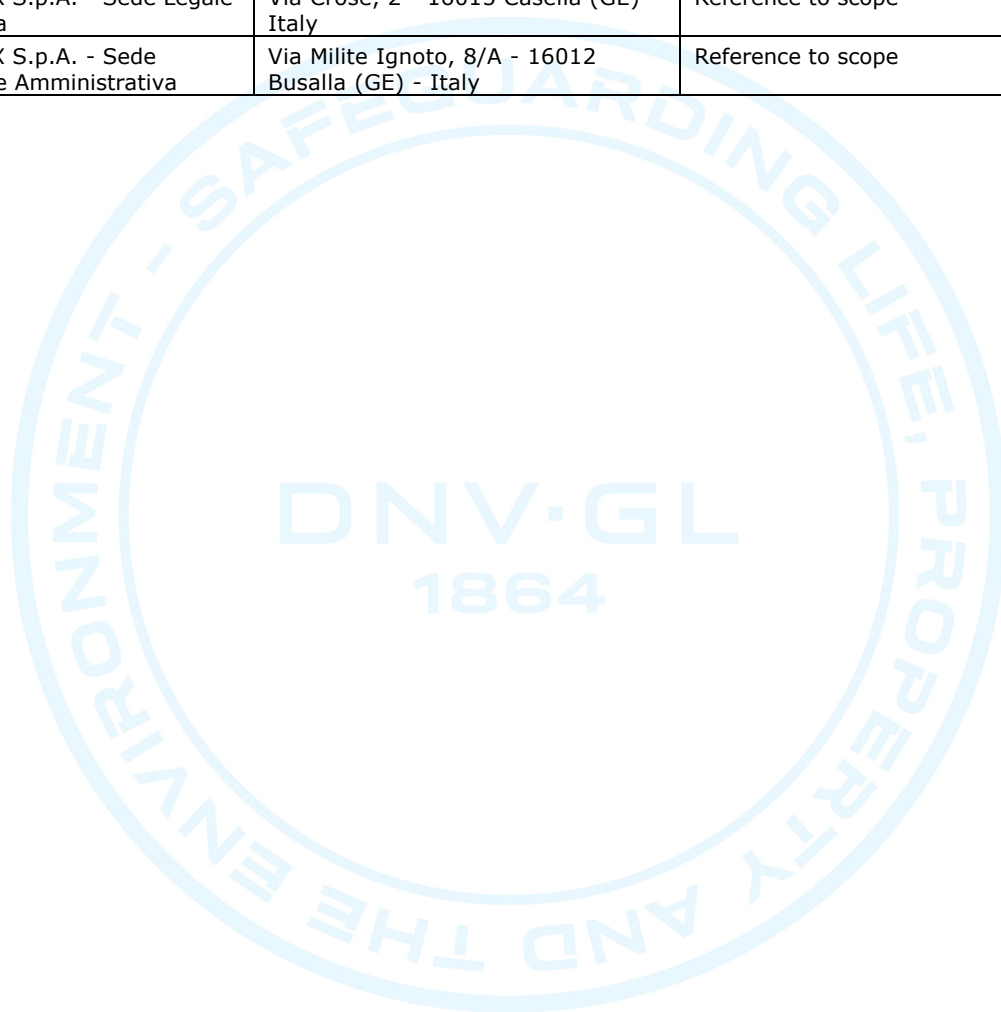 X S.p.A. - Sede Legale Via Crose, 2 - 16015 Casella (GE) Reference to scope
a Italy
X S.p.A. - Sede Via Milite Ignoto, 8/A - 16012 Reference to scope
e Amministrativa Busalla (GE) - Italy
SAFEGUARDING LIFE, PROPERTY AND THE ENVIRONMENT -
DNV·GL
1864